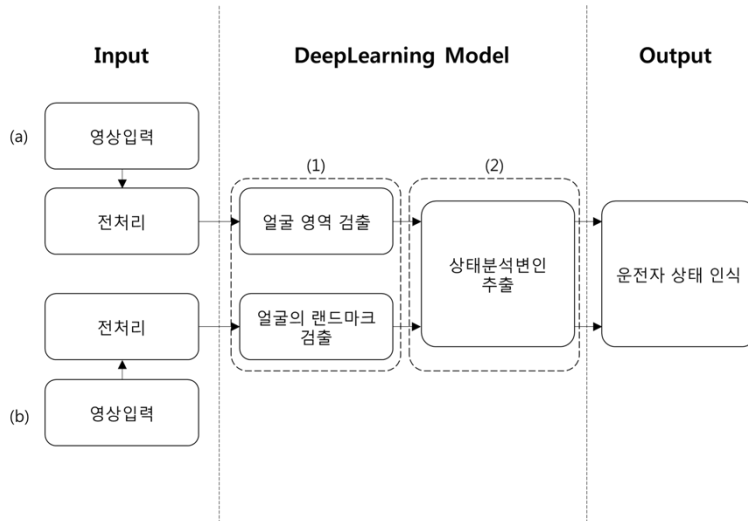 Input
DeepLearning Model
Output
(a)
영상입력
(1)
(2)
전처리
얼굴 영역 검출
상태분석변인
추출
운전자 상태 인식
전처리
얼굴의 랜드마크
검출
(b)
영상입력